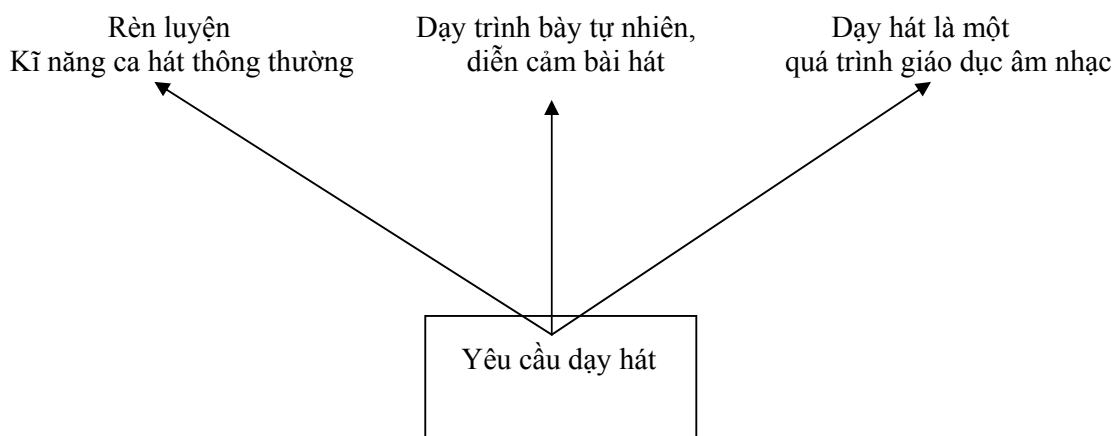 Rèn luyện
Kĩ năng ca hát thông thường
Dạy trình bày tự nhiên,
diễn cảm bài hát
Dạy hát là một
quá trình giáo dục âm nhạc
Yêu cầu dạy hát